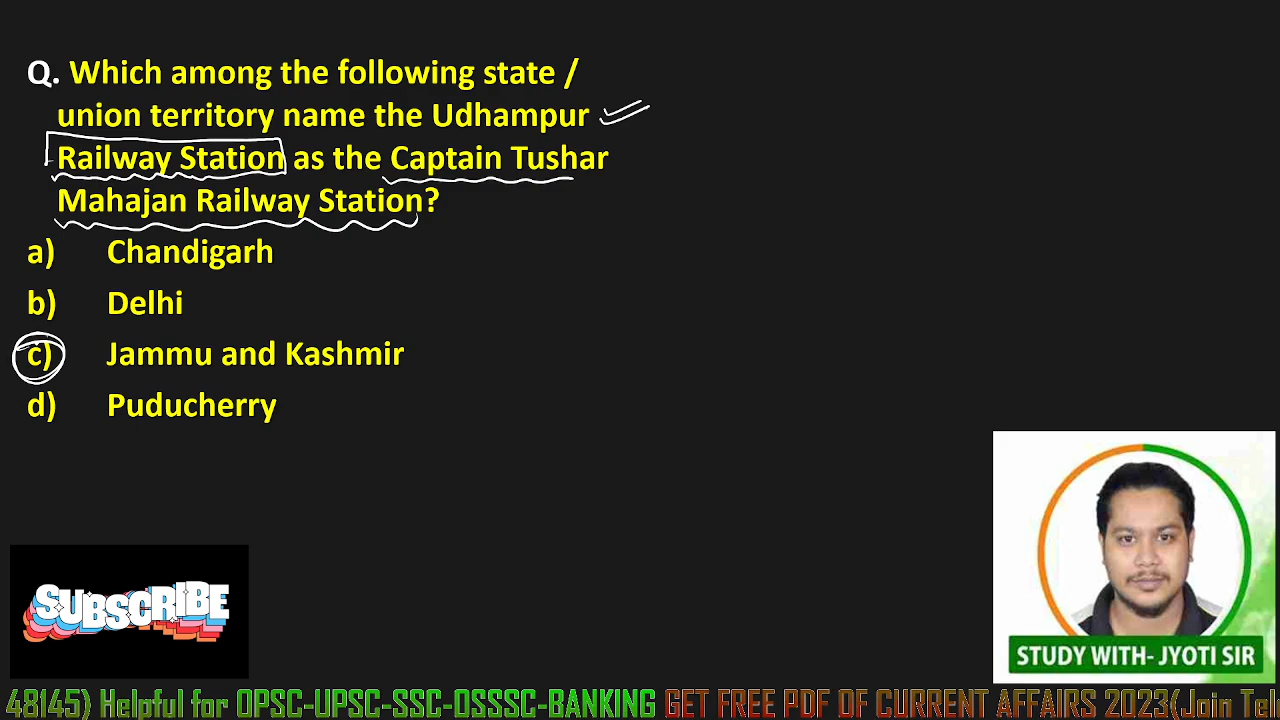 Q. Which among the following state /
union territory name the Udhampur
Railway Station as the Captain Tushar
Mahajan Railway Station?
a) Chandigarh
b) Delhi
c) Jammu and Kashmir
d) Puducherry
SUBSCRIBE
STUDY WITH- JYOTI SIR
48145) Helpful for OPSC-UPSC-SSC-OSSSC-BANKING GET FREE PDF OF CURRENT AFFAIRS 2023(Join Tel